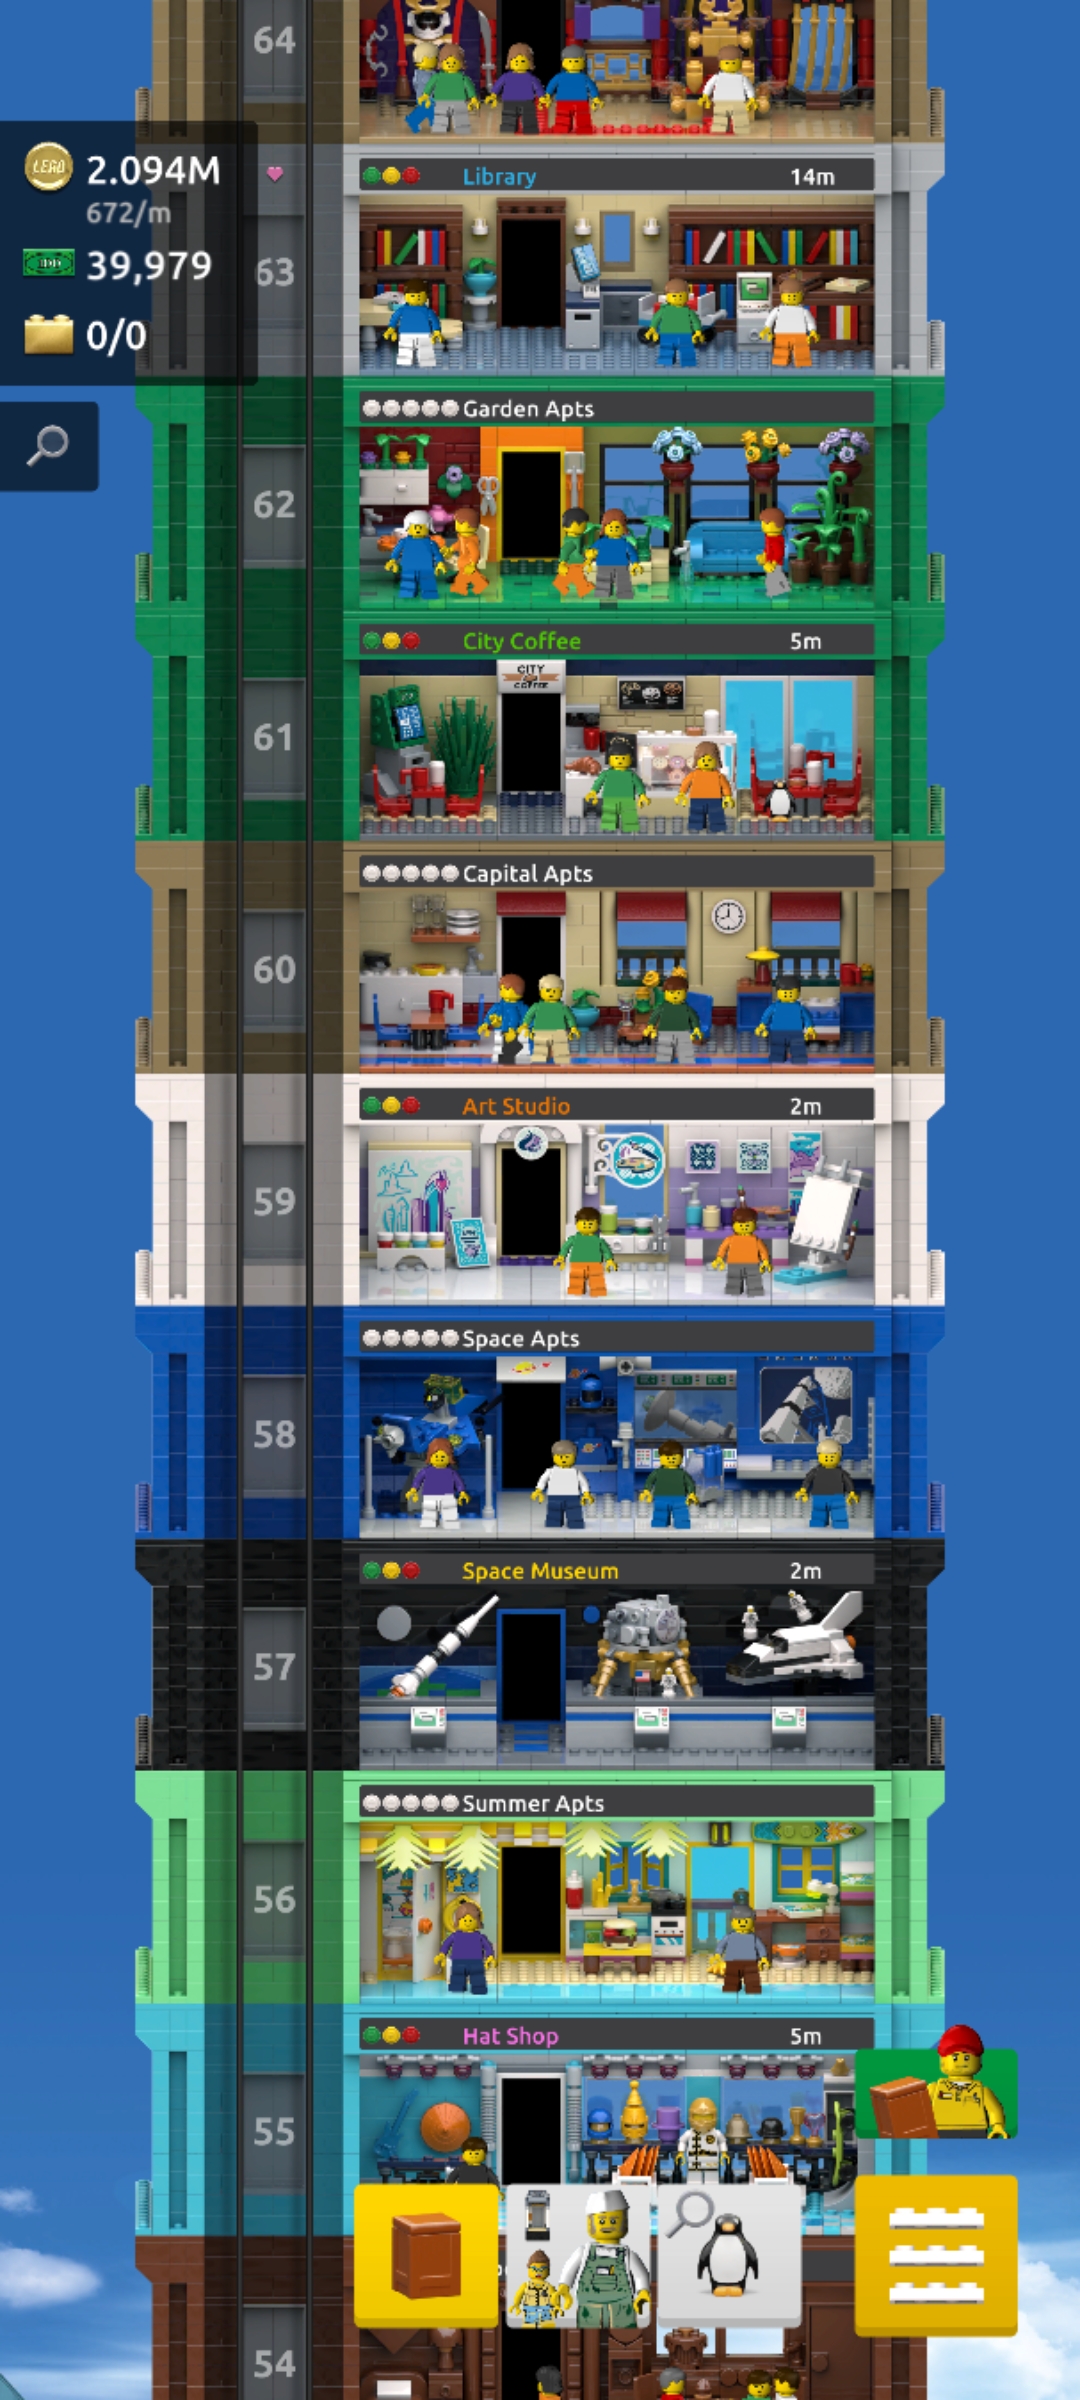 64
LEGO
2.094M
672/m
39,979
0/0
Library 14m
63
Garden Apts
62
City Coffee 5m
CITY
COFFEE
61
Capital Apts
60
Art Studio 2m
59
Space Apts
58
Space Museum 2m
57
Summer Apts
56
Hat Shop 5m
55
54